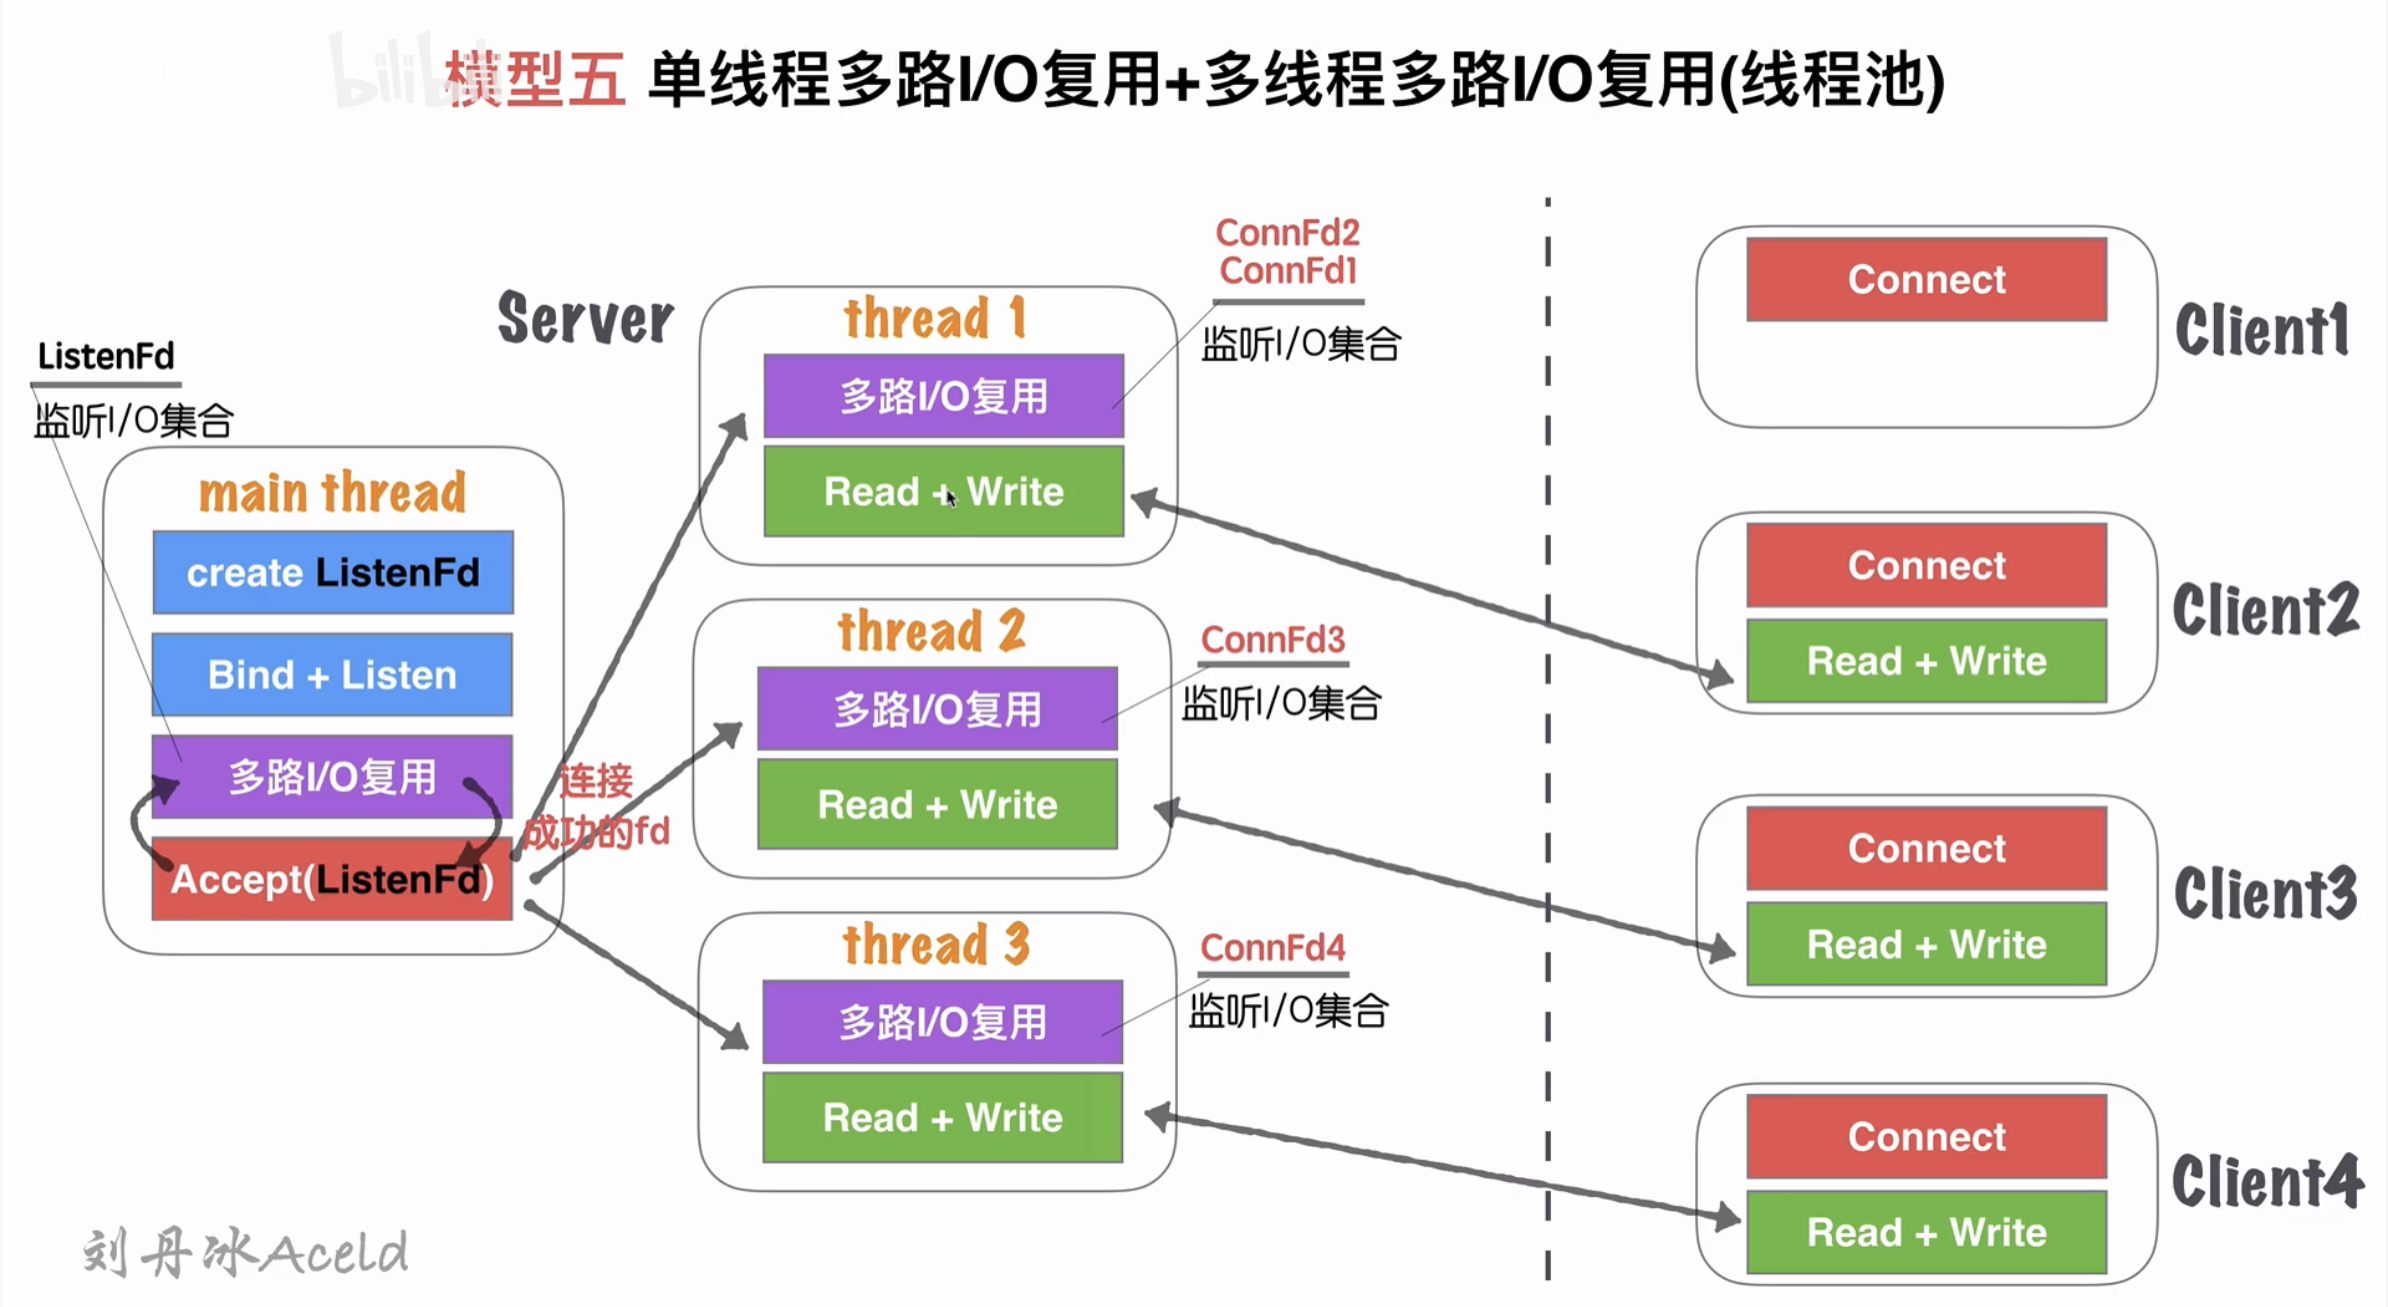 模型五 单线程多路I/O复用+多线程多路I/O复用(线程池)
bilibili
Server
ListenFd
监听I/O集合
main thread
create ListenFd
Bind + Listen
多路I/O复用
Accept(ListenFd)
连接
成功的fd
thread 1
多路I/O复用
Read + Write
ConnFd2
ConnFd1
监听I/O集合
thread 2
多路I/O复用
Read + Write
ConnFd3
监听I/O集合
thread 3
多路I/O复用
Read + Write
ConnFd4
监听I/O集合
Connect
Client1
Connect
Read + Write
Client2
Connect
Read + Write
Client3
Connect
Read + Write
Client4
刘丹冰Aceld